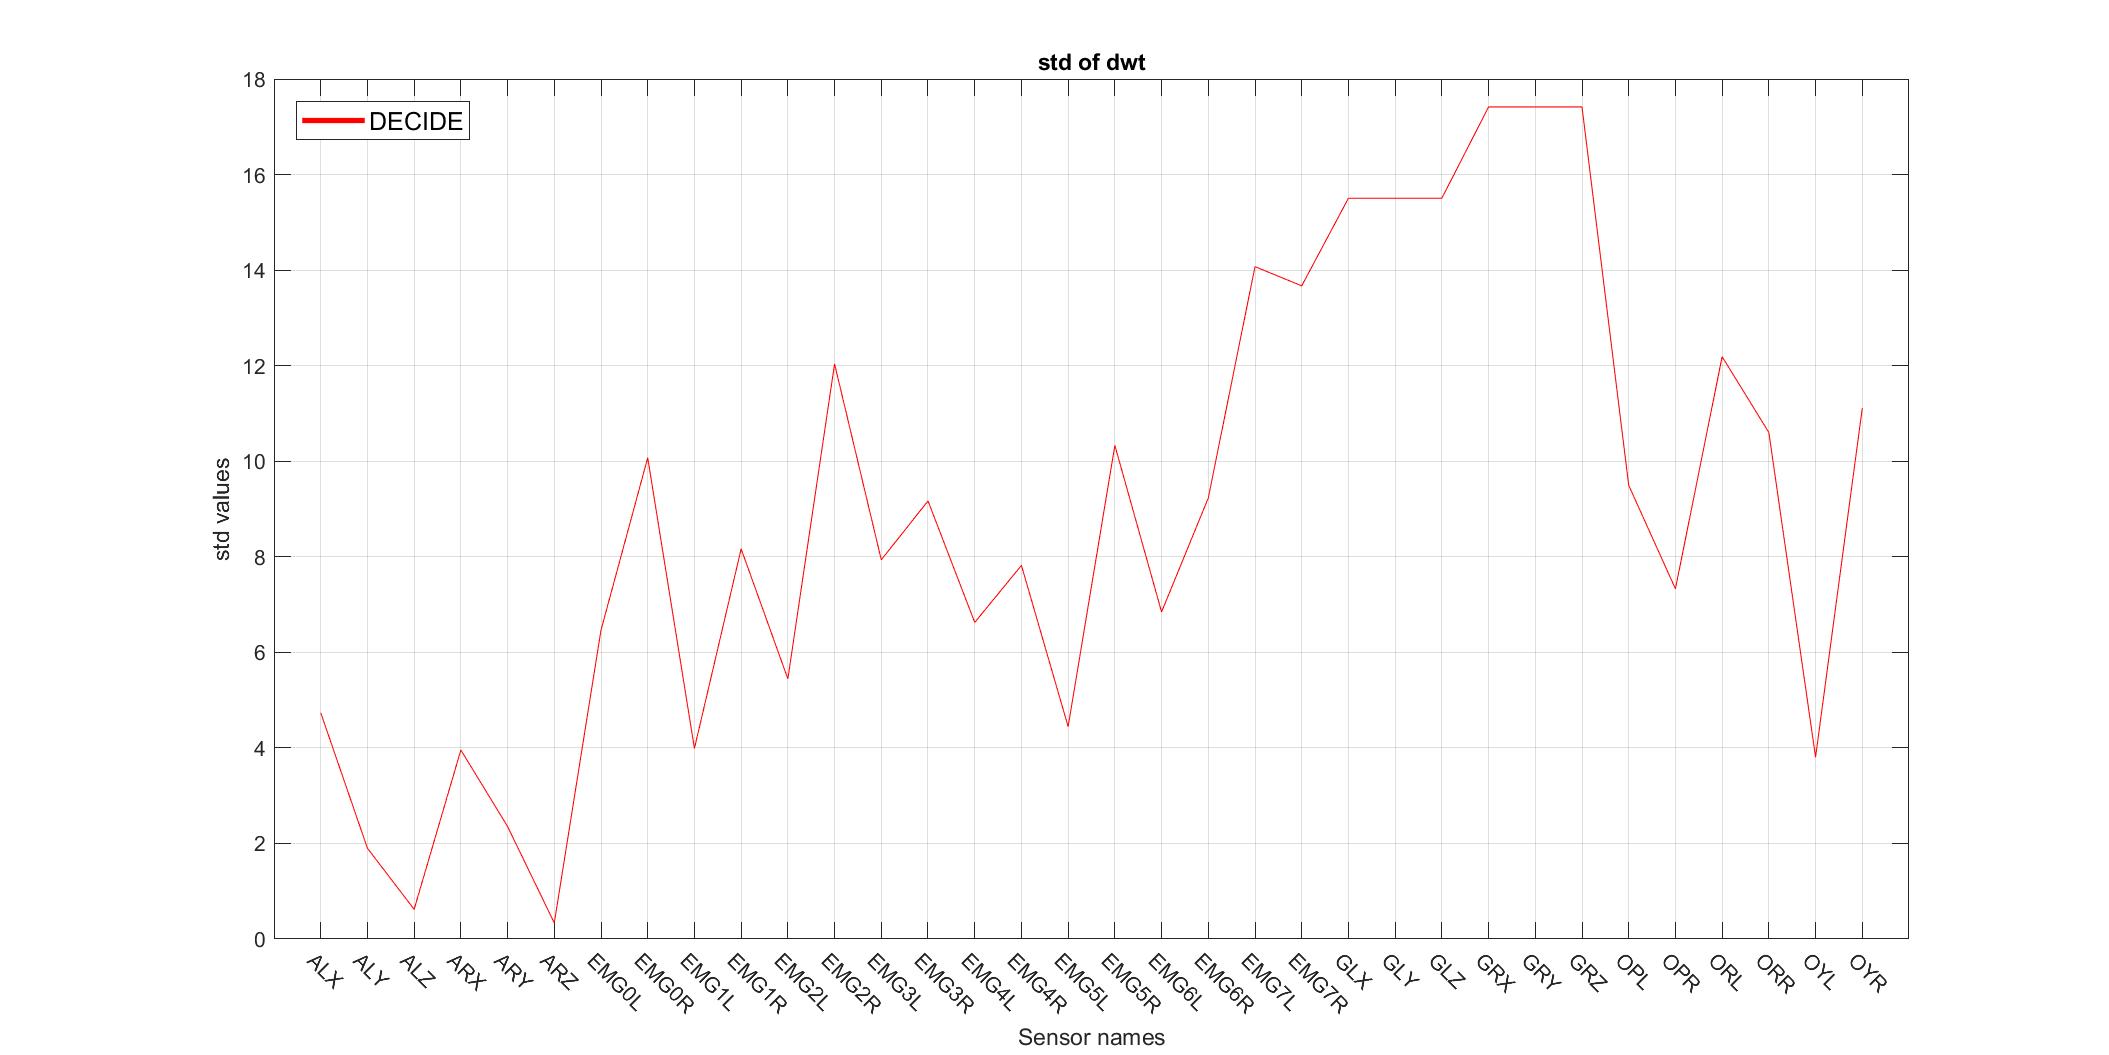 std of dwt
DECIDE
std values
18
16
14
12
10
8
6
4
2
0
ALX
ALY
ALZ
ARX
ARY
ARZ
EMG0L
EMG0R
EMG1L
EMG1R
EMG2L
EMG2R
EMG3L
EMG3R
EMG4L
EMG4R
EMG5L
EMG5R
EMG6L
EMG6R
EMG7L
EMG7R
GLX
GLY
GLZ
GRX
GRY
GRZ
OPL
OPR
ORL
ORR
OYL
OYR
Sensor names